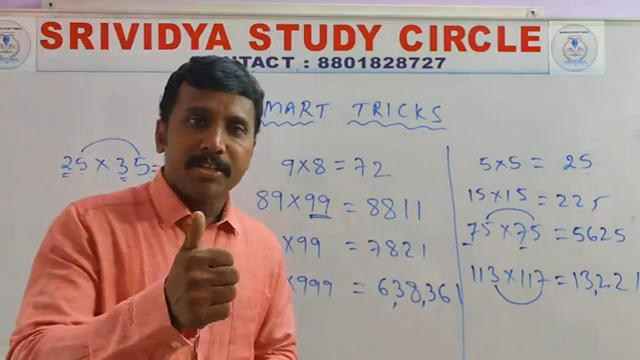 SRIVIDYA STUDY CIRCLE
NTACT : 8801828727
MART TRICKS
25 × 35 =
9×8 = 72
89×99 = 8811
×99 = 7821
×999 = 638,361
5×5 = 25
15×15 = 225
75×75 = 5625
113×117 = 13,221